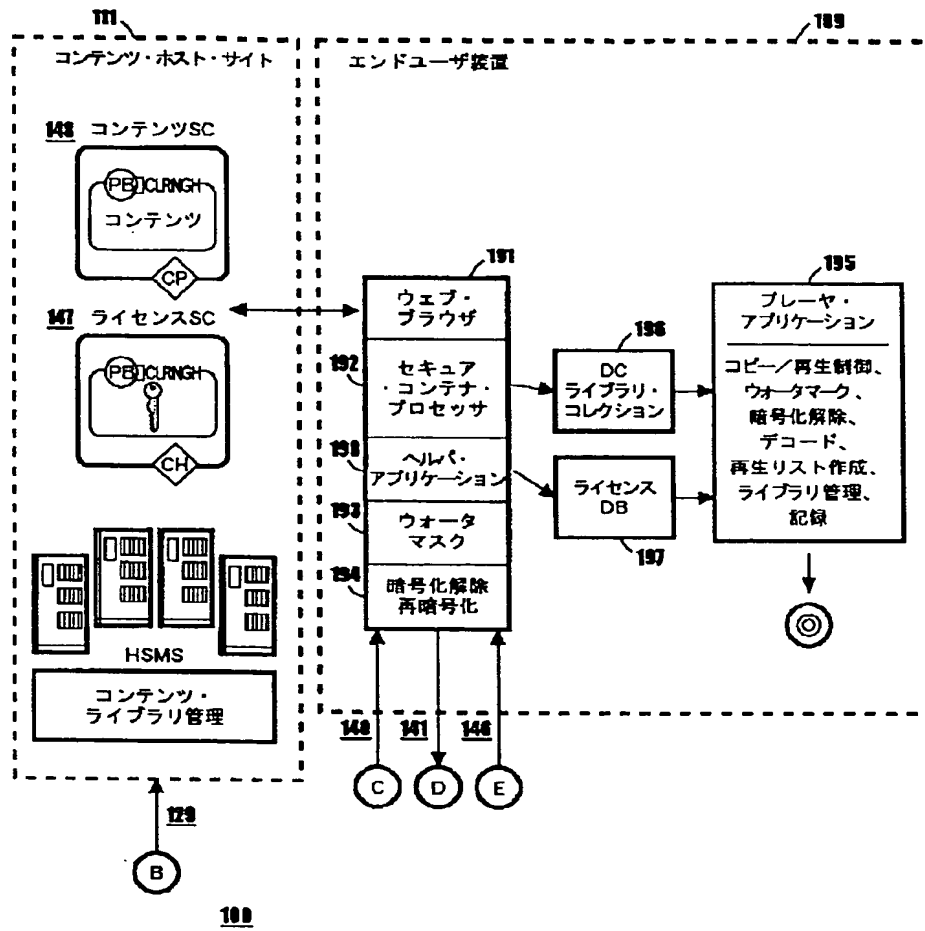 111
コンテンツ・ホスト・サイト
148 コンテンツSC
PB CLRNGH
コンテンツ
CP
147 ライセンスSC
PB CLRNGH
CH
HSMS
コンテンツ・
ライブラリ管理
129
B
100
109
エンドユーザ装置
191
ウェブ・
ブラウザ
192
セキュア
・コンテナ・
プロセッサ
198
ヘルパ・
アプリケーション
193
ウォータ
マスク
194
暗号化解除
再暗号化
196
DC
ライブラリ・
コレクション
ライセンス
DB
197
195
プレーヤ・
アプリケーション
コピー/再生制御、
ウォータマーク、
暗号化解除、
デコード、
再生リスト作成、
ライブラリ管理、
記録
141
C
D
E